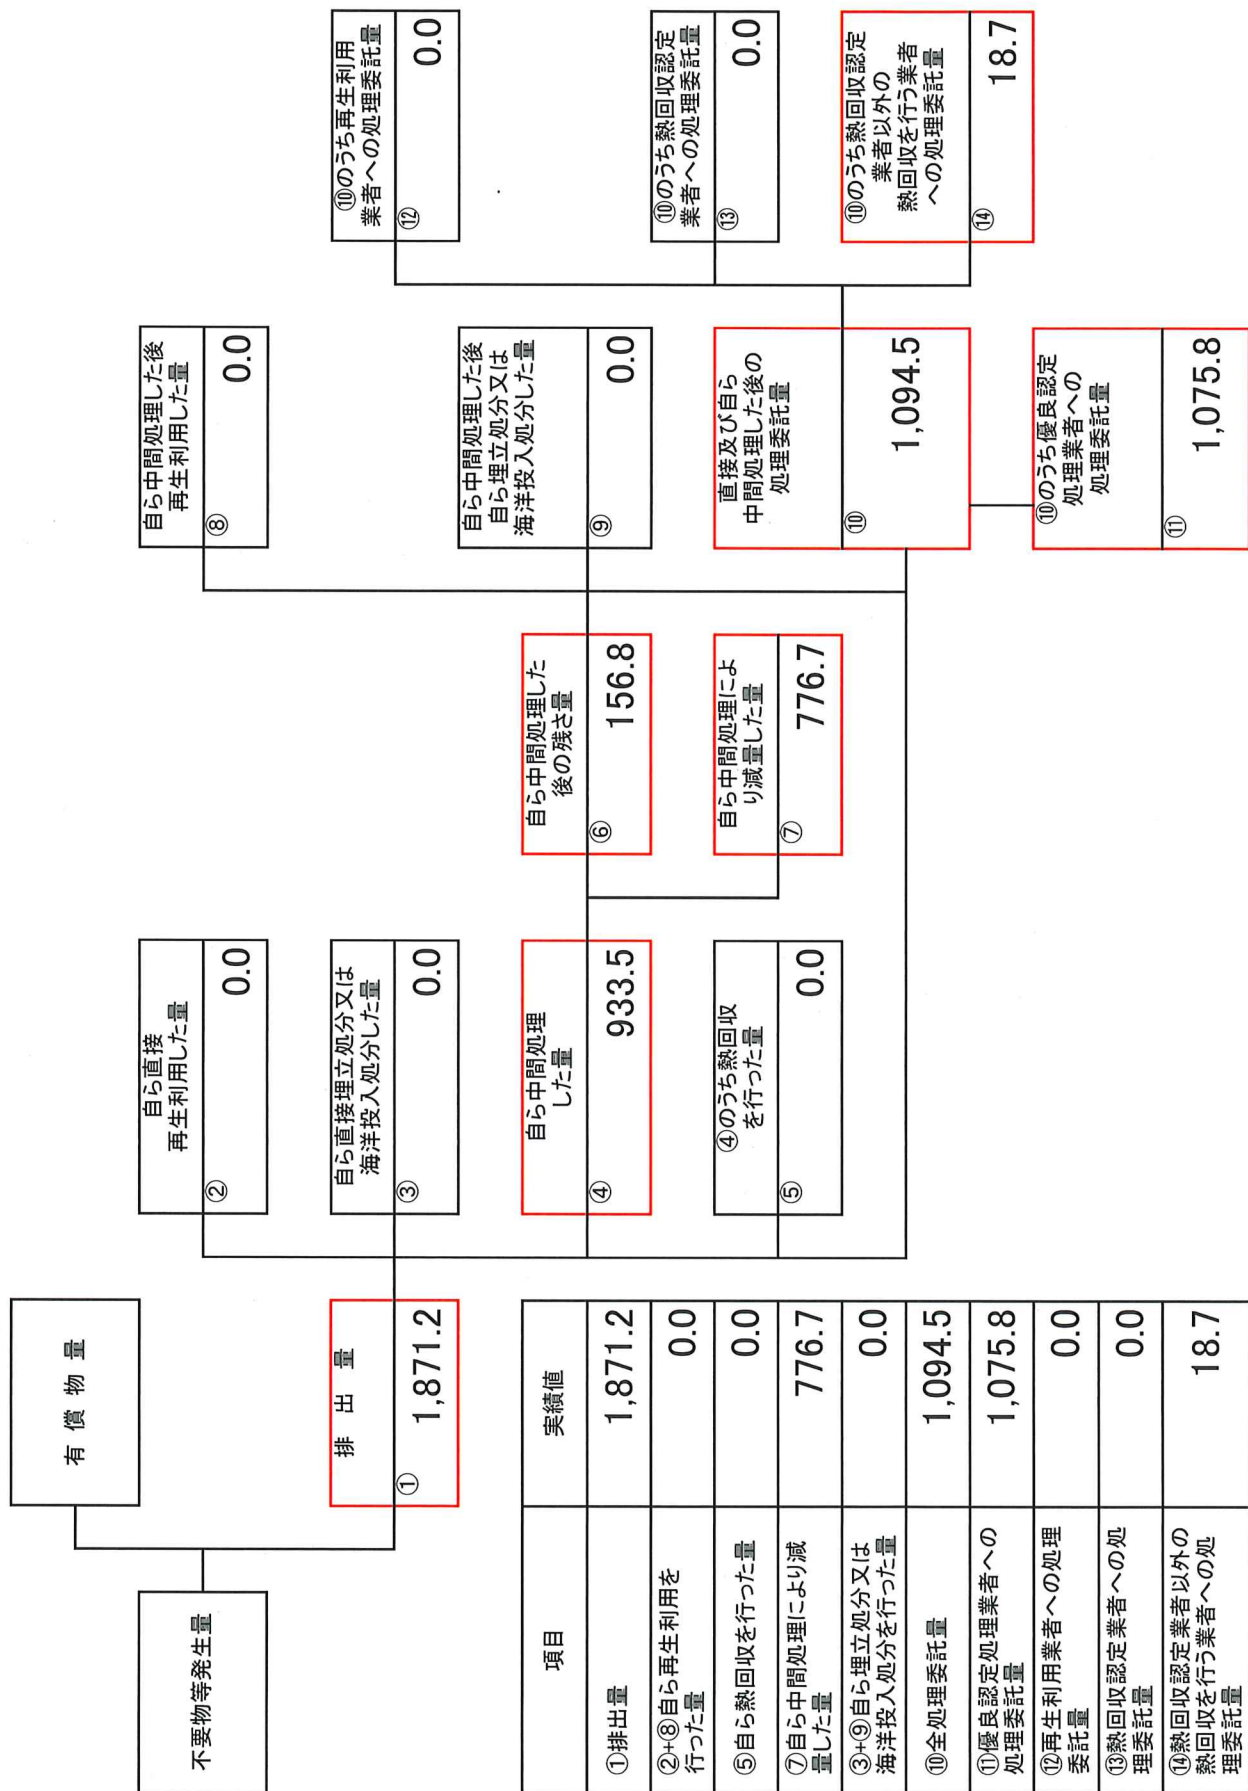 有 償 物 量
不要物等発生量
排 出 量
①
1,871.2
自ら直接
再生利用した量
②
0.0
自ら直接埋立処分又は
海洋投入処分した量
③
0.0
自ら中間処理
した量
④
933.5
④のうち熱回収
を行った量
⑤
0.0
自ら中間処理した
後の残さ量
⑥
156.8
自ら中間処理によ
り減量した量
⑦
776.7
自ら中間処理した後
再生利用した量
⑧
0.0
自ら中間処理した後
自ら埋立処分又は
海洋投入処分した量
⑨
0.0
直接及び自ら
中間処理した後の
処理委託量
⑩
1,094.5
⑩のうち優良認定
処理業者への
処理委託量
⑪
1,075.8
⑩のうち再生利用
業者への処理委託量
⑫
0.0
⑩のうち熱回収認定
業者への処理委託量
⑬
0.0
⑩のうち熱回収認定
業者以外の
熱回収を行う業者
への処理委託量
⑭
18.7
項目
実績値
①排出量
1,871.2
②+⑧自ら再生利用を
行った量
0.0
⑤自ら熱回収を行った量
0.0
⑦自ら中間処理により減
量した量
776.7
③+⑨自ら埋立処分又は
海洋投入処分を行った量
0.0
⑩全処理委託量
1,094.5
⑪優良認定処理業者への
処理委託量
1,075.8
⑫再生利用業者への処理
委託量
0.0
⑬熱回収認定業者への処
理委託量
0.0
⑭熱回収認定業者以外の
熱回収を行う業者への処
理委託量
18.7